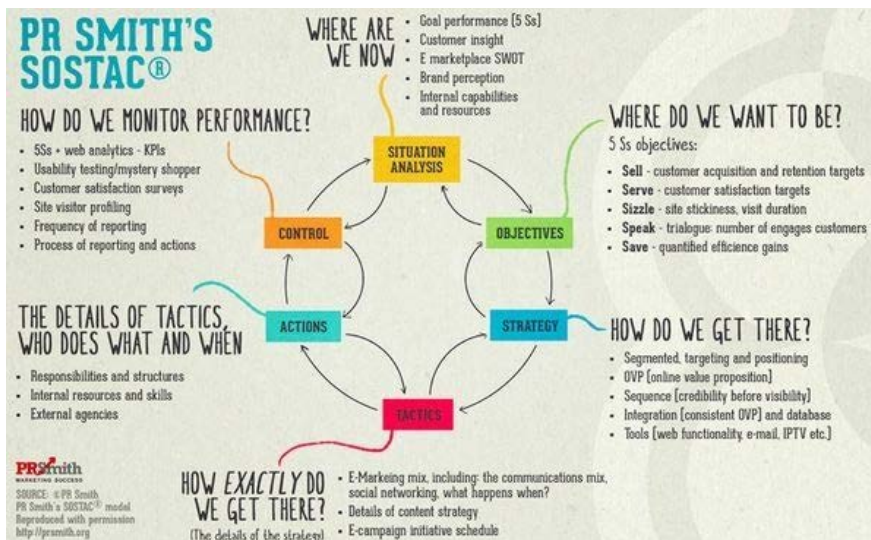 PR SMITH'S
SOSTAC®
WHERE ARE
WE NOW
• Goal performance [5 Ss]
• Customer insight
• E marketplace SWOT
• Brand perception
• Internal capabilities
and resources
HOW DO WE MONITOR PERFORMANCE?
• 5Ss + web analytics - KPIs
• Usability testing/mystery shopper
• Customer satisfaction surveys
• Site visitor profiling
• Frequency of reporting
• Process of reporting and actions
WHERE DO WE WANT TO BE?
5 Ss objectives:
• Sell - customer acquisition and retention targets
• Serve - customer satisfaction targets
• Sizzle - site stickiness, visit duration
• Speak - trialogue: number of engages customers
• Save - quantified efficience gains
SITUATION
ANALYSIS
CONTROL
OBJECTIVES
ACTIONS
STRATEGY
TACTICS
THE DETAILS OF TACTICS,
WHO DOES WHAT AND WHEN
• Responsibilities and structures
• Internal resources and skills
• External agencies
HOW DO WE GET THERE?
• Segmented, targeting and positioning
• OVP [online value proposition]
• Sequence [credibility before visibility]
• Integration [consistent OVP] and database
• Tools [web functionality, e-mail, IPTV etc.]
HOW EXACTLY DO
WE GET THERE?
(The details of the strategy)
• E-Markeing mix, including: the communications mix,
social networking, what happens when?
• Details of content strategy
• E-campaign initiative schedule
PRSmith
MARKETING SUCCESS
SOURCE: ©PR Smith
PR Smith's SOSTAC® model
Reproduced with permission
http://prsmith.org